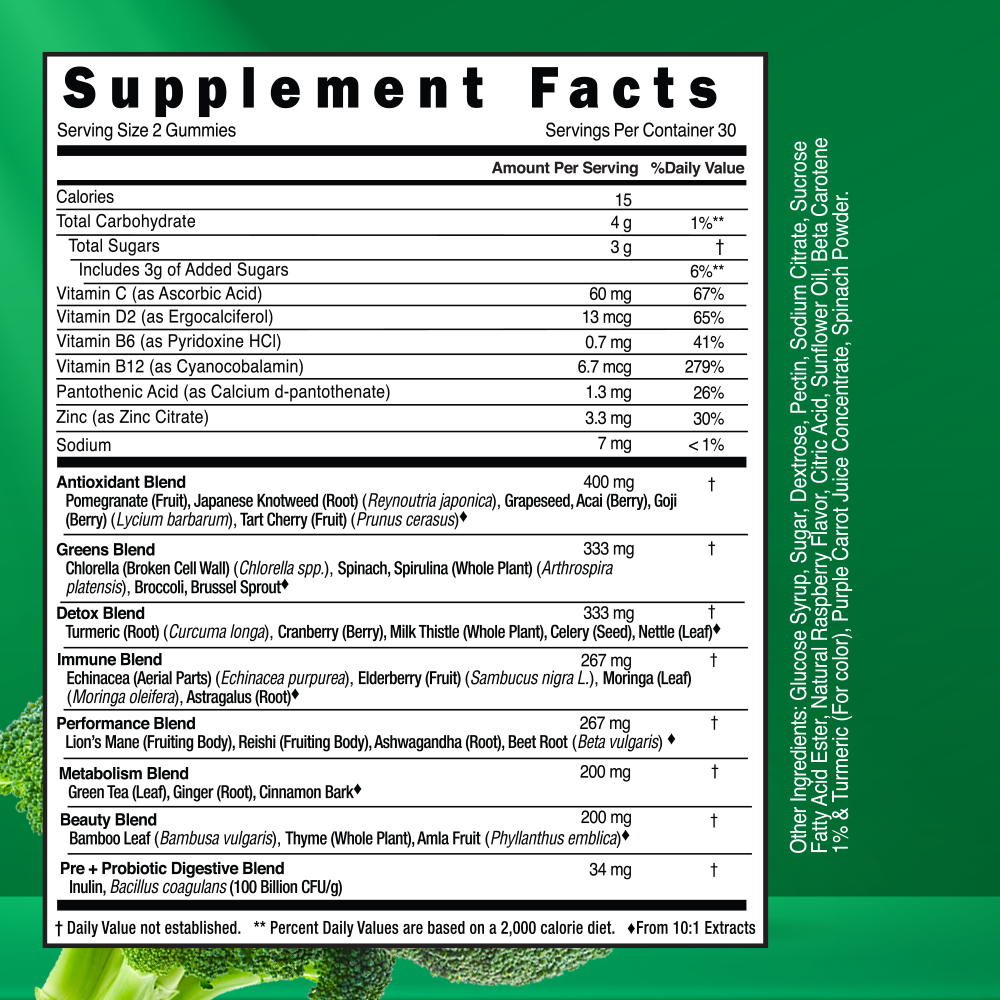 Supplement Facts
Serving Size 2 Gummies Servings Per Container 30
Amount Per Serving %Daily Value
Calories 15
Total Carbohydrate 4 g 1%**
Total Sugars 3 g †
Includes 3g of Added Sugars 6%**
Vitamin C (as Ascorbic Acid) 60 mg 67%
Vitamin D2 (as Ergocalciferol) 13 mcg 65%
Vitamin B6 (as Pyridoxine HCl) 0.7 mg 41%
Vitamin B12 (as Cyanocobalamin) 6.7 mcg 279%
Pantothenic Acid (as Calcium d-pantothenate) 1.3 mg 26%
Zinc (as Zinc Citrate) 3.3 mg 30%
Sodium 7 mg < 1%
Antioxidant Blend 400 mg †
Pomegranate (Fruit), Japanese Knotweed (Root) (Reynoutria japonica), Grapeseed, Acai (Berry), Goji
(Berry) (Lycium barbarum), Tart Cherry (Fruit) (Prunus cerasus)♦
Greens Blend 333 mg †
Chlorella (Broken Cell Wall) (Chlorella spp.), Spinach, Spirulina (Whole Plant) (Arthrospira
platensis), Broccoli, Brussel Sprout♦
Detox Blend 333 mg †
Turmeric (Root) (Curcuma longa), Cranberry (Berry), Milk Thistle (Whole Plant), Celery (Seed), Nettle (Leaf)♦
Immune Blend 267 mg †
Echinacea (Aerial Parts) (Echinacea purpurea), Elderberry (Fruit) (Sambucus nigra L.), Moringa (Leaf)
(Moringa oleifera), Astragalus (Root)♦
Performance Blend 267 mg †
Lion's Mane (Fruiting Body), Reishi (Fruiting Body), Ashwagandha (Root), Beet Root (Beta vulgaris) ♦
Metabolism Blend 200 mg †
Green Tea (Leaf), Ginger (Root), Cinnamon Bark♦
Beauty Blend 200 mg †
Bamboo Leaf (Bambusa vulgaris), Thyme (Whole Plant), Amla Fruit (Phyllanthus emblica)♦
Pre + Probiotic Digestive Blend 34 mg †
Inulin, Bacillus coagulans (100 Billion CFU/g)
† Daily Value not established. ** Percent Daily Values are based on a 2,000 calorie diet. ♦From 10:1 Extracts
Other Ingredients: Glucose Syrup, Sugar, Dextrose, Pectin, Sodium Citrate, Sucrose
Fatty Acid Ester, Natural Raspberry Flavor, Citric Acid, Sunflower Oil, Beta Carotene
1% & Turmeric (For color), Purple Carrot Juice Concentrate, Spinach Powder.